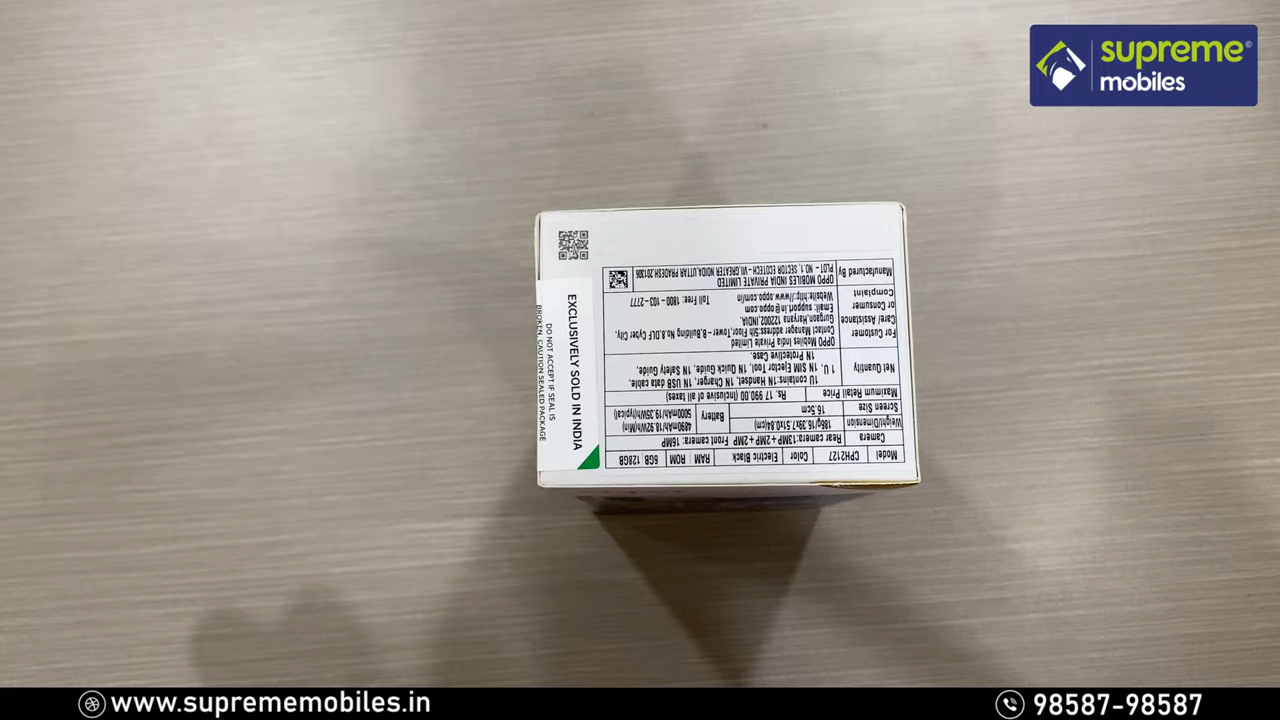 supreme©
mobiles
Model CPH2127 Color Electric Black RAM ROM 6GB 128GB
Camera Rear camera:13MP+2MP+2MP Front camera: 16MP
Weigh/Dimension 186g/16.39x7.51x0.84(cm) Battery 4890mAh/18.92Wh(Min)
Screen Size 16.5cm 5000mAh/19.35Wh(typical)
Maximum Retail Price Rs. 17 990.00 (inclusive of all taxes)
Net Quantity 1 U, 1U contains:1N Handset, 1N Charger, 1N USB data cable,
1N SIM Ejector Tool, 1N Quick Guide, 1N Safety Guide,
1N Protective Case.
For Customer
Care/ Assistance
or Consumer
Complaint
OPPO Mobiles India Private Limited
Contact Manager address:5th Floor,Tower-B,Building No.8,DLF Cyber City,
Gurgaon,Haryana 122002,INDIA.
Email: support.in@oppo.com
Website:http://www.oppo.com/in Toll Free: 1800-103-2777
Manufactured By OPPO MOBILES INDIA PRIVATE LIMITED
PLOT - NO 1, SECTOR ECOTECH - VII,GREATER NOIDA,UTTAR PRADESH,201306
EXCLUSIVELY SOLD IN INDIA
DO NOT ACCEPT IF SEAL IS
BROKEN. CAUTION SEALED PACKAGE
www.suprememobiles.in
98587-98587